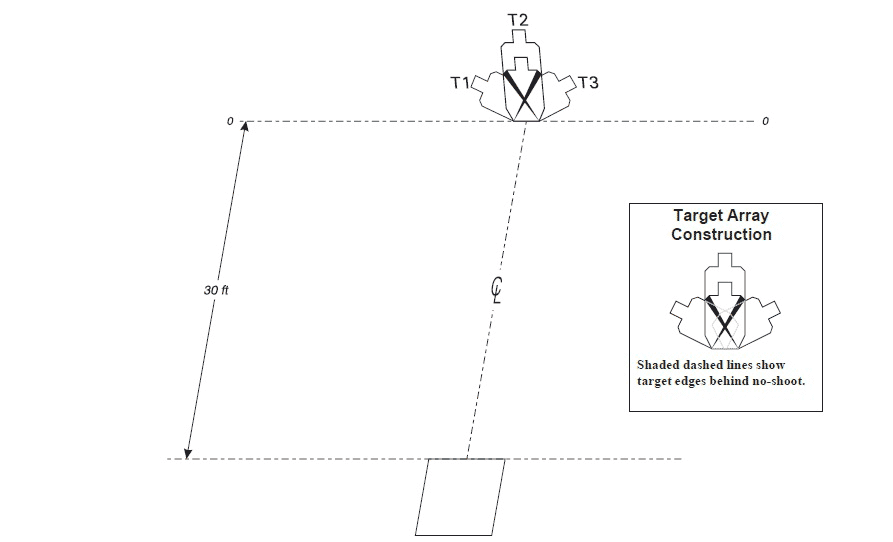 T2
T1
T3
0
0
Target Array
Construction
30 ft
℄
Shaded dashed lines show
target edges behind no-shoot.